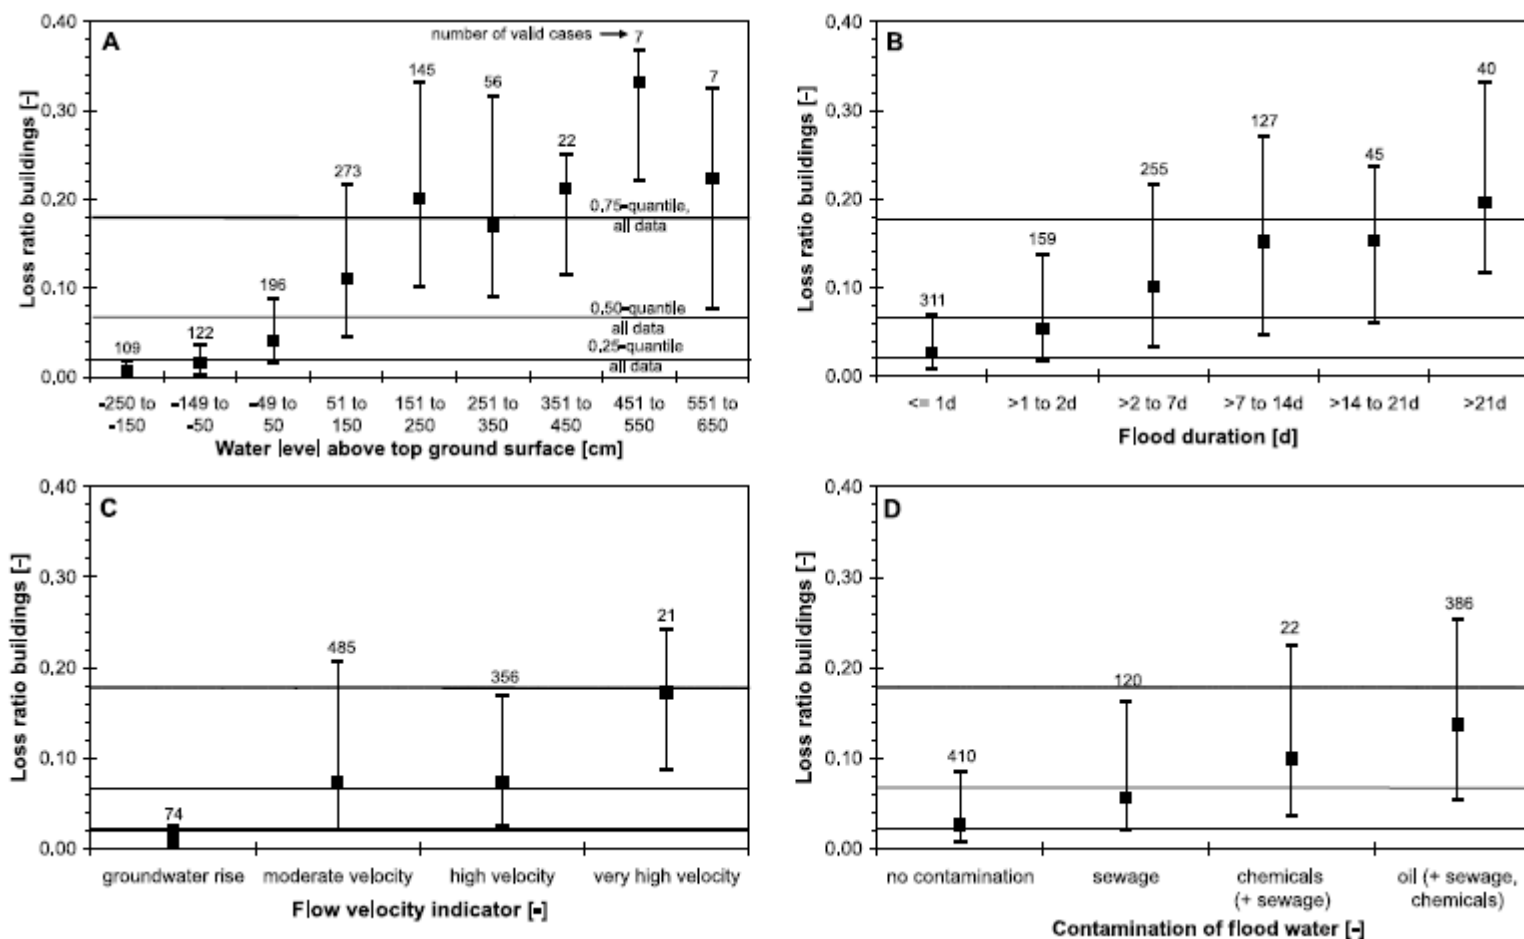 A
number of valid cases
0,40
0,30
0,20
0,10
0,00
Loss ratio buildings [-]
109
122
196
273
145
56
22
7
7
0,75-quantile,
all data
0,50-quantile
all data
0,25-quantile
all data
-250 to -149 to -49 to 51 to 151 to 251 to 351 to 451 to 551 to
-150 -50 50 150 250 350 450 550 650
Water level above top ground surface [cm]
B
0,40
0,30
0,20
0,10
0.00
Loss ratio buildings [-]
311
159
255
127
45
40
<= 1d >1 to 2d >2 to 7d >7 to 14d >14 to 21d >21d
Flood duration [d]
C
0,40
0,30
0,20
0,10
0,00
Loss ratio buildings [-]
74
485
356
21
groundwater rise moderate velocity high velocity very high velocity
Flow velocity indicator [-]
D
0,40
0,30
0,20
0,10
0.00
Loss ratio buildings [-]
410
120
22
386
no contamination sewage chemicals oil (+ sewage,
(+ sewage) chemicals)
Contamination of flood water [-]